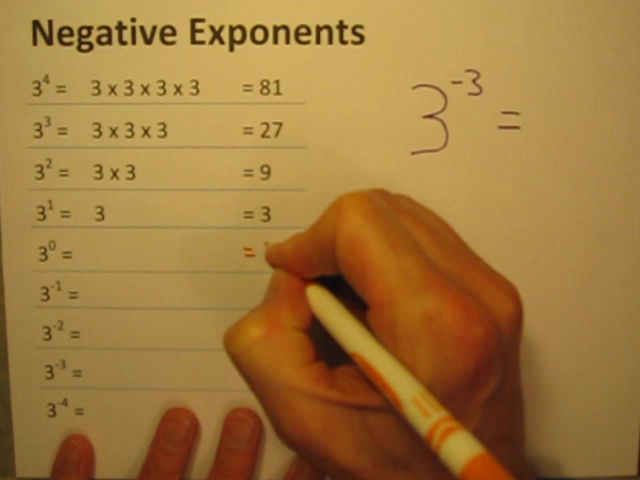 Negative Exponents
3⁴ = 3 x 3 x 3 x 3 = 81
3³ = 3 x 3 x 3 = 27
3² = 3 x 3 = 9
3¹ = 3 = 3
3⁰ = =
3⁻¹ =
3⁻² =
3⁻³ =
3⁻⁴ =
3⁻³ =